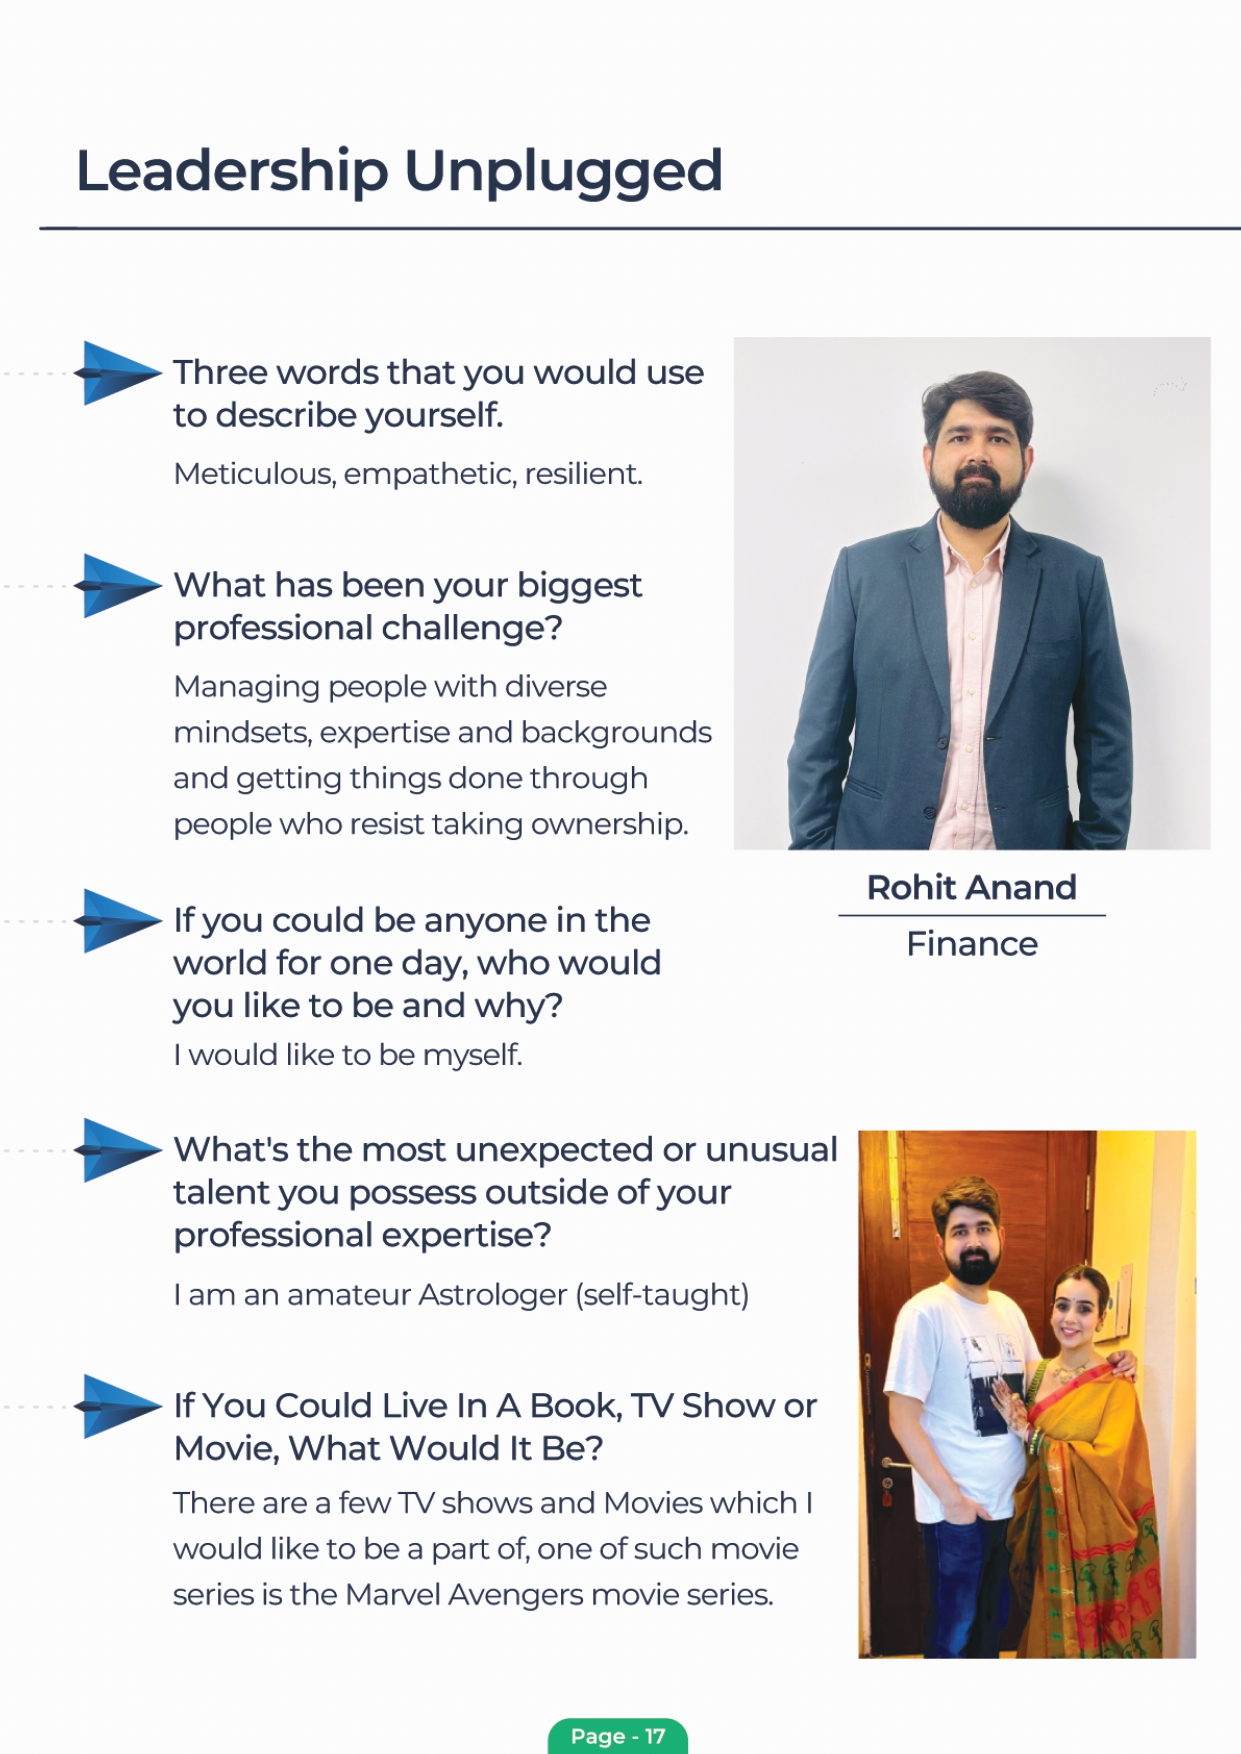 Leadership Unplugged
Three words that you would use
to describe yourself.
Meticulous, empathetic, resilient.
What has been your biggest
professional challenge?
Managing people with diverse
mindsets, expertise and backgrounds
and getting things done through
people who resist taking ownership.
Rohit Anand
Finance
If you could be anyone in the
world for one day, who would
you like to be and why?
I would like to be myself.
What's the most unexpected or unusual
talent you possess outside of your
professional expertise?
I am an amateur Astrologer (self-taught)
If You Could Live In A Book, TV Show or
Movie, What Would It Be?
There are a few TV shows and Movies which I
would like to be a part of, one of such movie
series is the Marvel Avengers movie series.
Page - 17